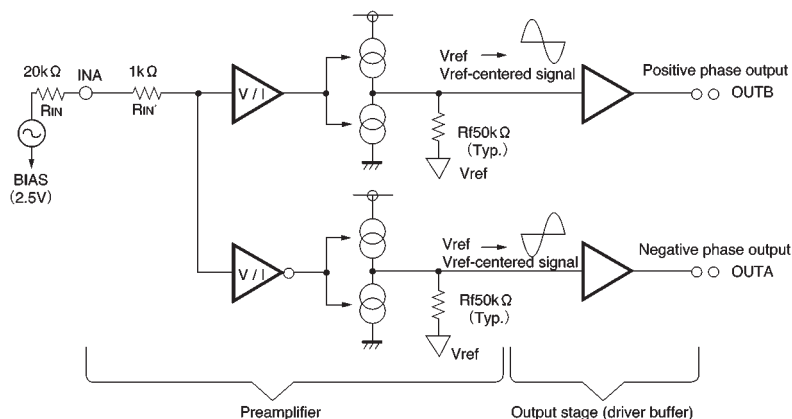 20kΩ
INA
1kΩ
RIN
RIN'
BIAS
(2.5V)
V / I
Vref
Vref-centered signal
Rf50kΩ
(Typ.)
Vref
Positive phase output
OUTB
V / I
Vref
Vref-centered signal
Rf50kΩ
(Typ.)
Vref
Negative phase output
OUTA
Preamplifier
Output stage (driver buffer)